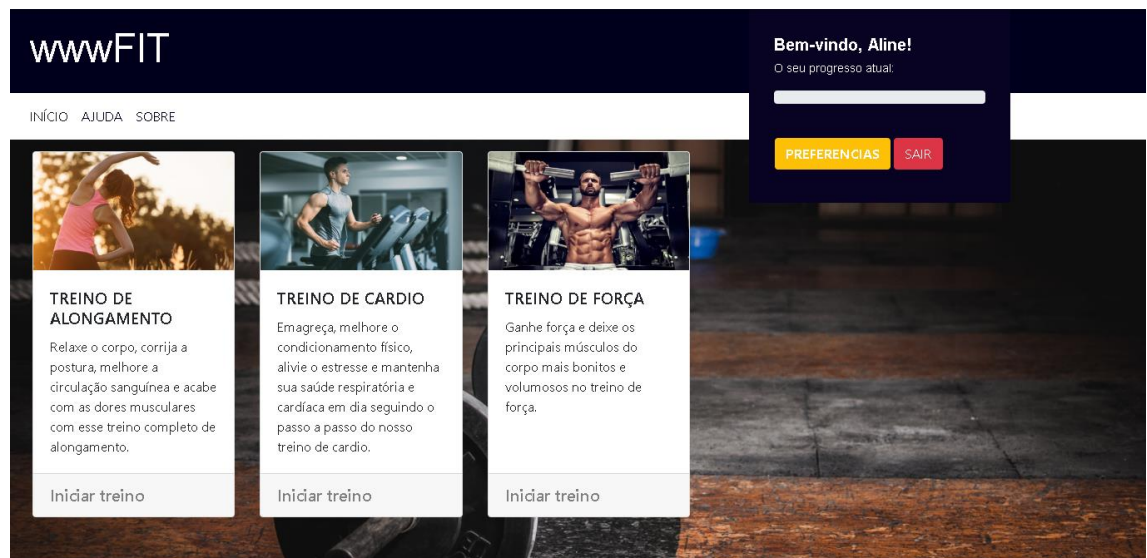 wwwFIT
Bem-vindo, Aline!
O seu progresso atual:
PREFERENCIAS SAIR
INÍCIO AJUDA SOBRE
TREINO DE
ALONGAMENTO
Relaxe o corpo, corrija a
postura, melhore a
circulação sanguínea e acabe
com as dores musculares
com esse treino completo de
alongamento.
Iniciar treino
TREINO DE CARDIO
Emagreça, melhore o
condicionamento físico,
alivie o estresse e mantenha
sua saúde respiratória e
cardíaca em dia seguindo o
passo a passo do nosso
treino de cardio.
Iniciar treino
TREINO DE FORÇA
Ganhe força e deixe os
principais músculos do
corpo mais bonitos e
volumosos no treino de
força.
Iniciar treino